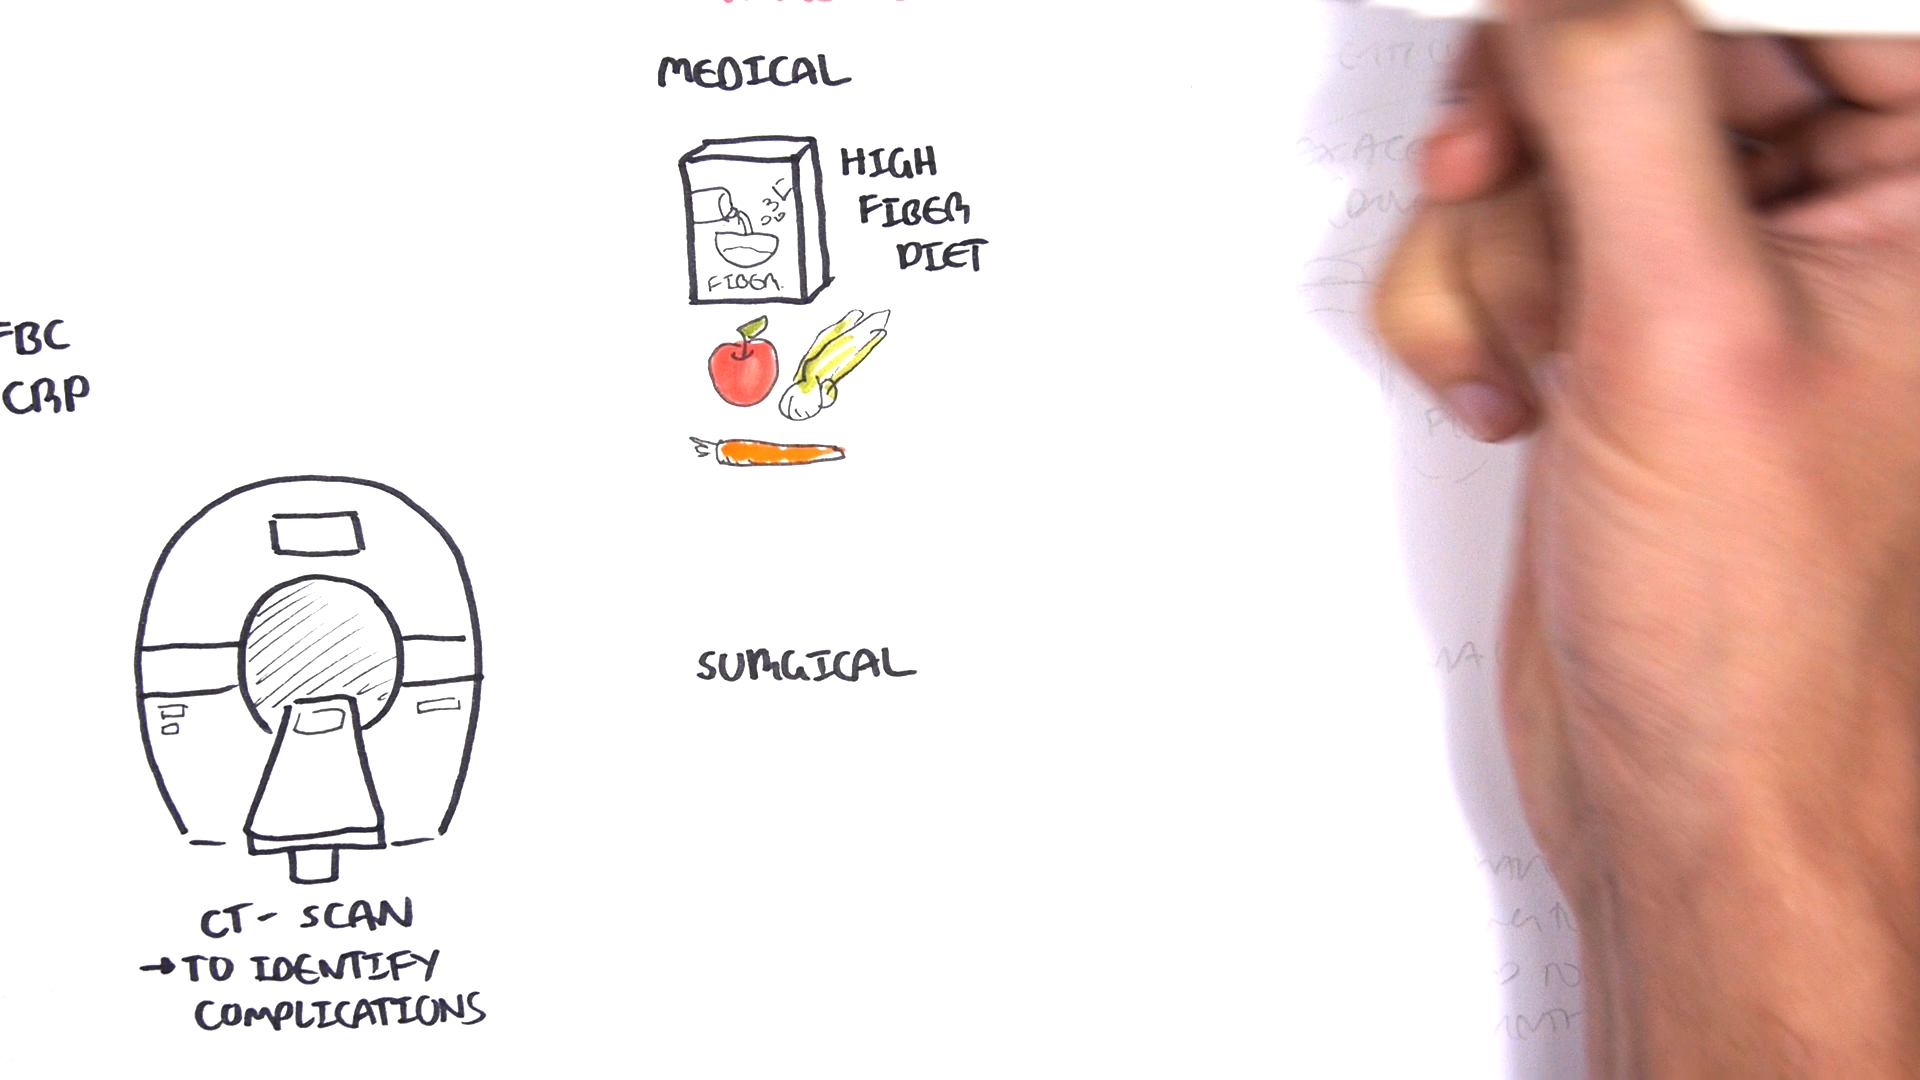 MEDICAL
HIGH
FIBER
DIET
FIBER
FBC
CRP
SURGICAL
CT- SCAN
→ TO IDENTIFY
COMPLICATIONS